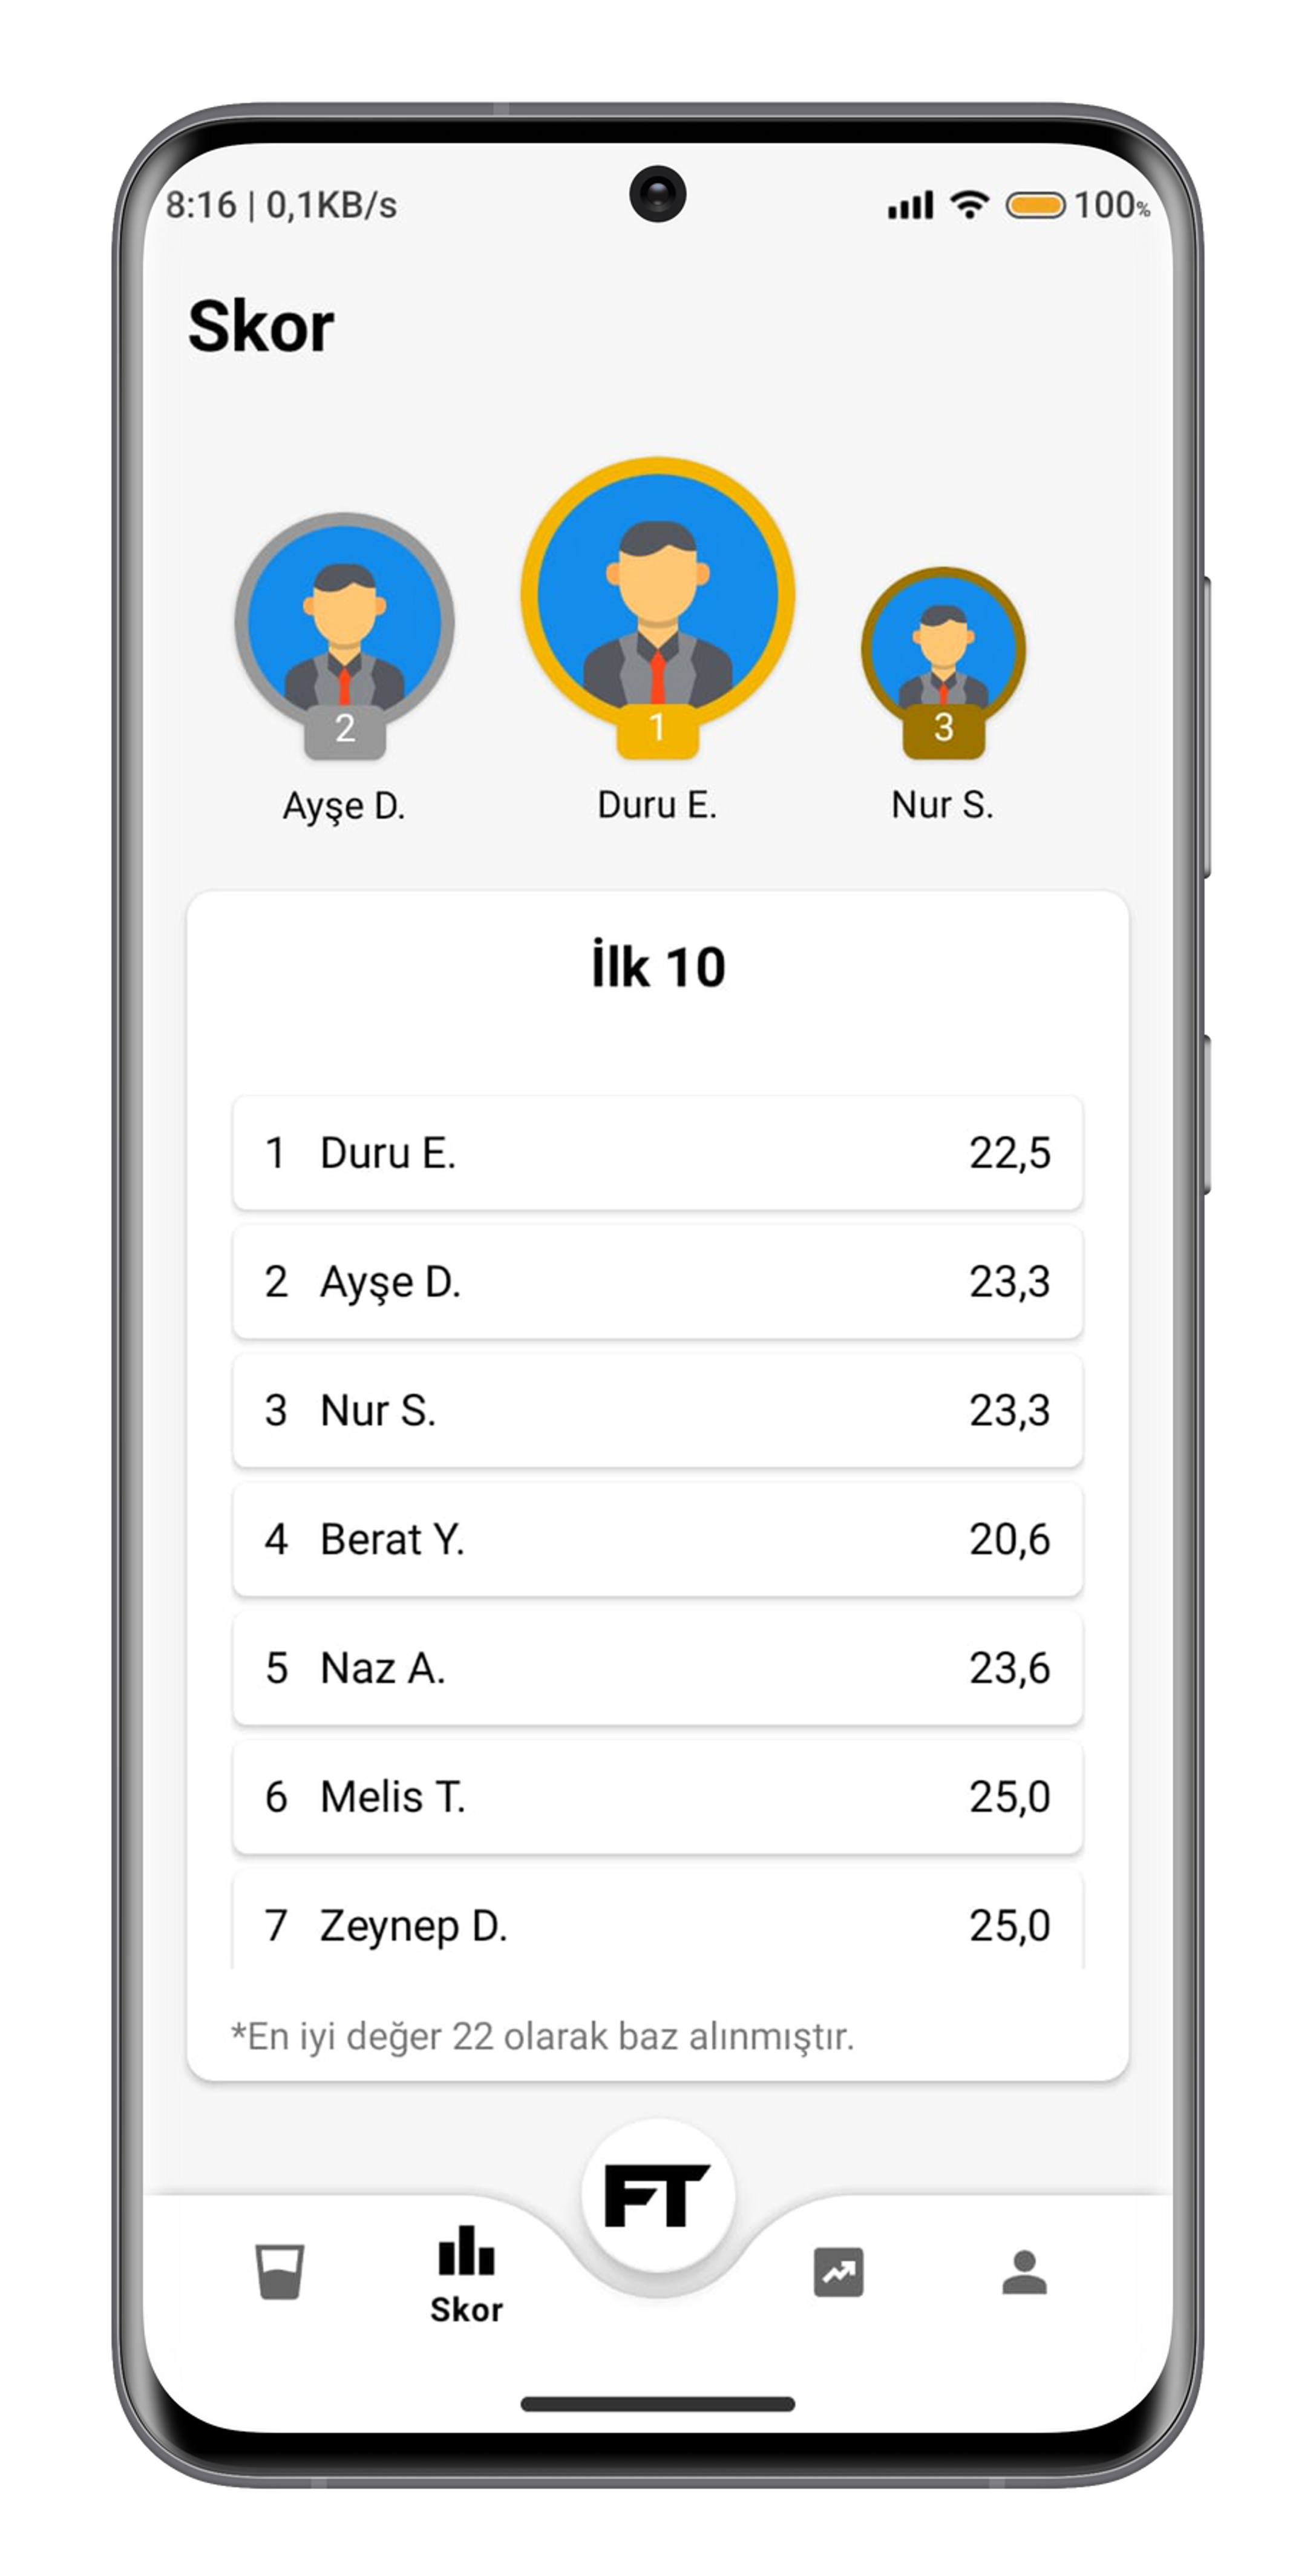 8:16 | 0,1KB/s 100%
Skor
2 1 3
Ayşe D. Duru E. Nur S.
İlk 10
1 Duru E. 22,5
2 Ayşe D. 23,3
3 Nur S. 23,3
4 Berat Y. 20,6
5 Naz A. 23,6
6 Melis T. 25,0
7 Zeynep D. 25,0
*En iyi değer 22 olarak baz alınmıştır.
FT
Skor